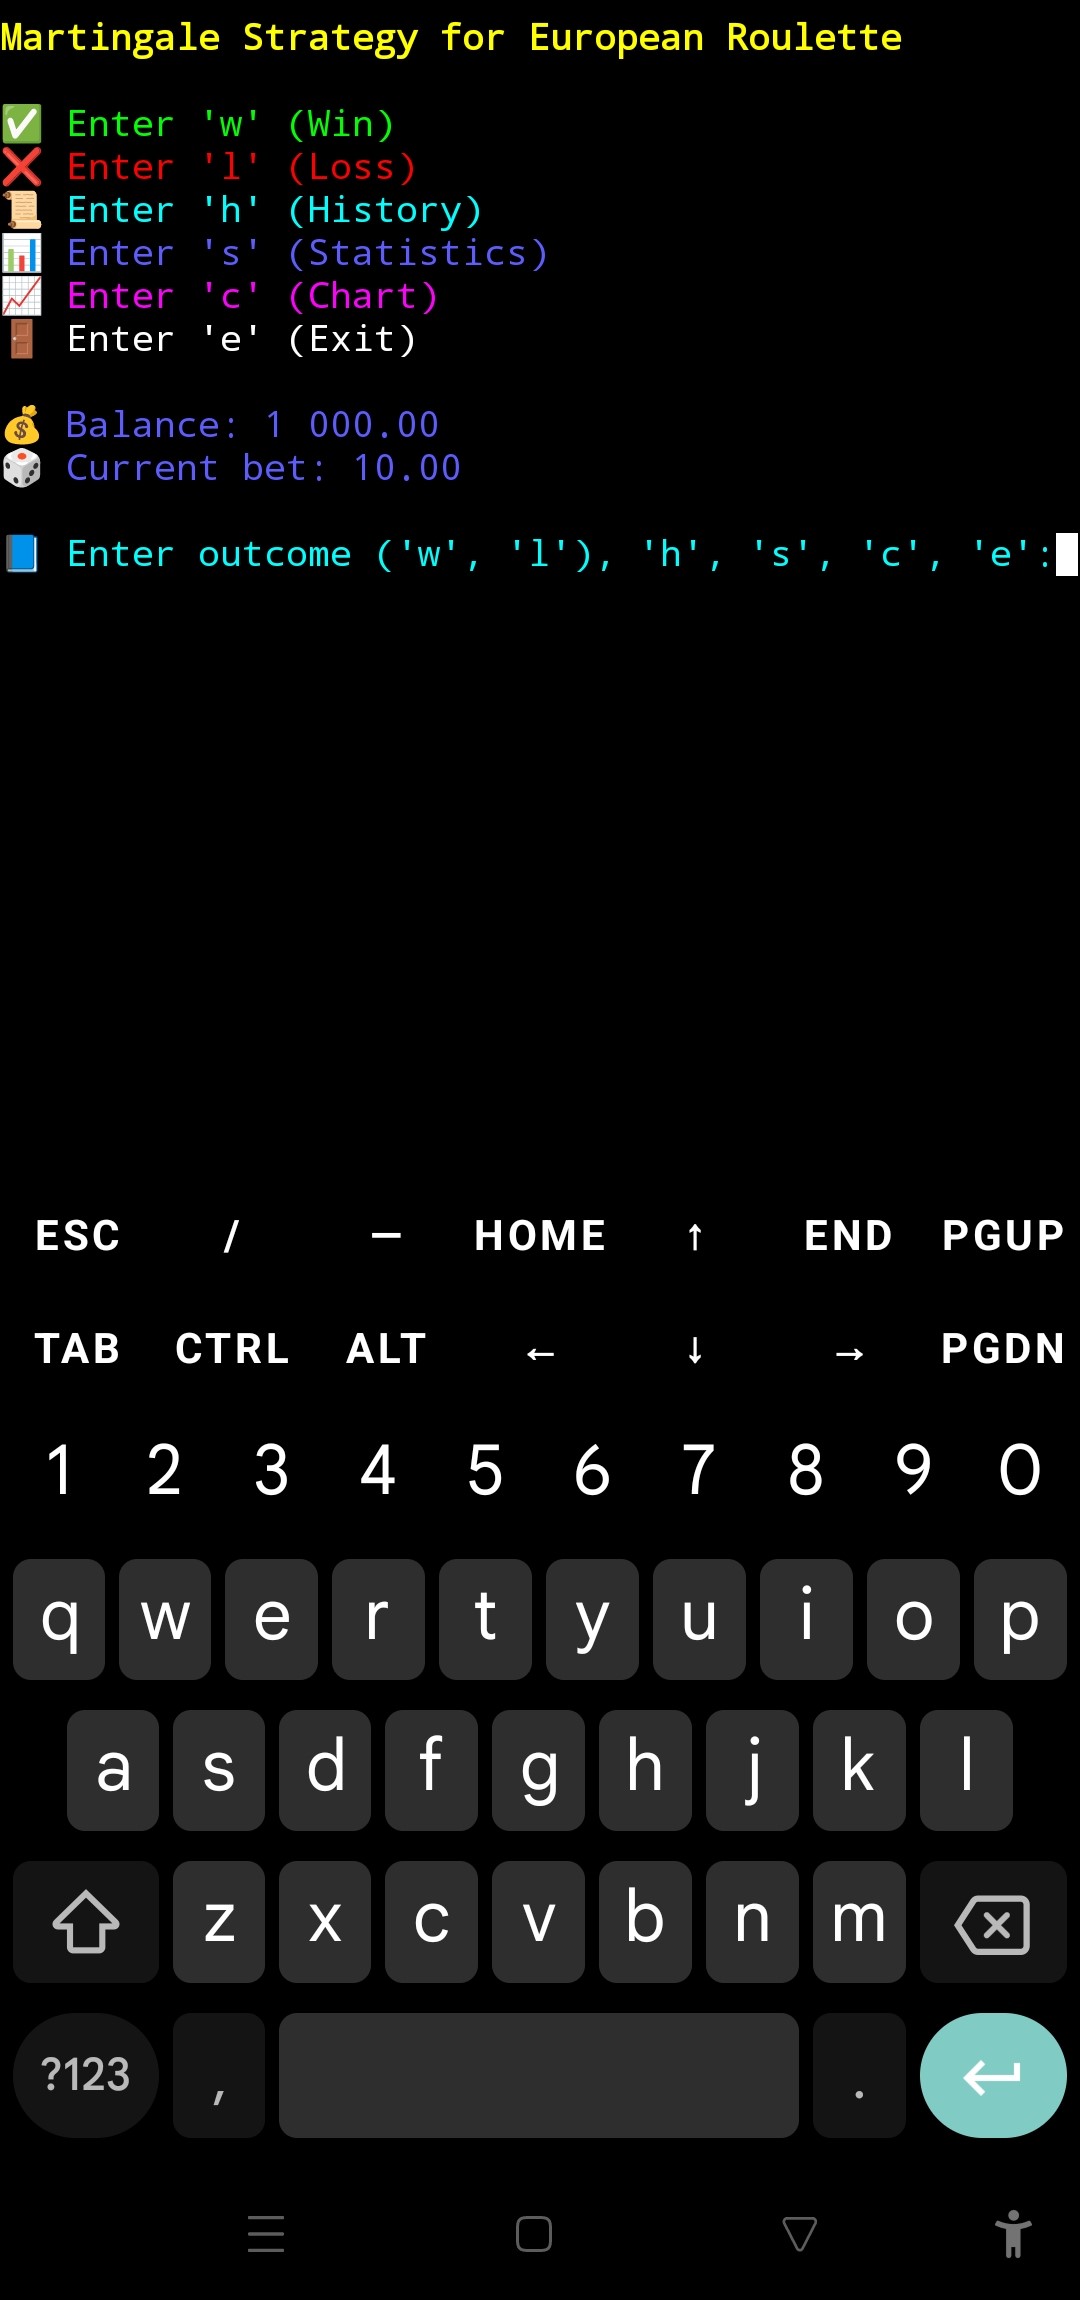 Martingale Strategy for European Roulette
✅ Enter 'w' (Win)
❌ Enter 'l' (Loss)
📜 Enter 'h' (History)
📊 Enter 's' (Statistics)
📈 Enter 'c' (Chart)
🚪 Enter 'e' (Exit)
💰 Balance: 1 000.00
🎲 Current bet: 10.00
📘 Enter outcome ('w', 'l'), 'h', 's', 'c', 'e':
ESC / — HOME ↑ END PGUP
TAB CTRL ALT ← ↓ → PGDN
1 2 3 4 5 6 7 8 9 0
q w e r t y u i o p
a s d f g h j k l
z x c v b n m
?123 , .